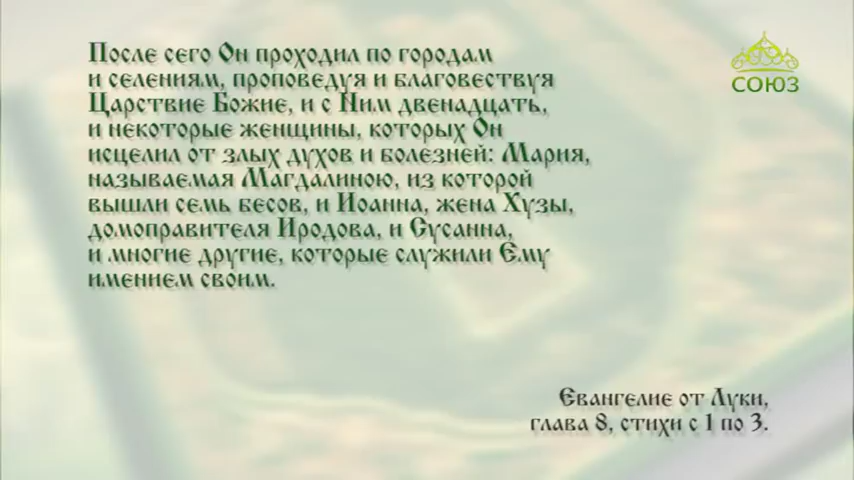 После сего Он проходил по городам
и селениям, проповедуя и благовествуя
Царствие Божие, и с Ним двенадцать,
и некоторые женщины, которых Он
исцелил от злых духов и болезней: Мария,
называемая Магдалиною, из которой
вышли семь бесов, и Иоанна, жена Хузы,
домоправителя Иродова, и Сусанна,
и многие другие, которые служили Ему
имением своим.
СОЮЗ
Евангелие от Луки,
глава 8, стихи с 1 по 3.